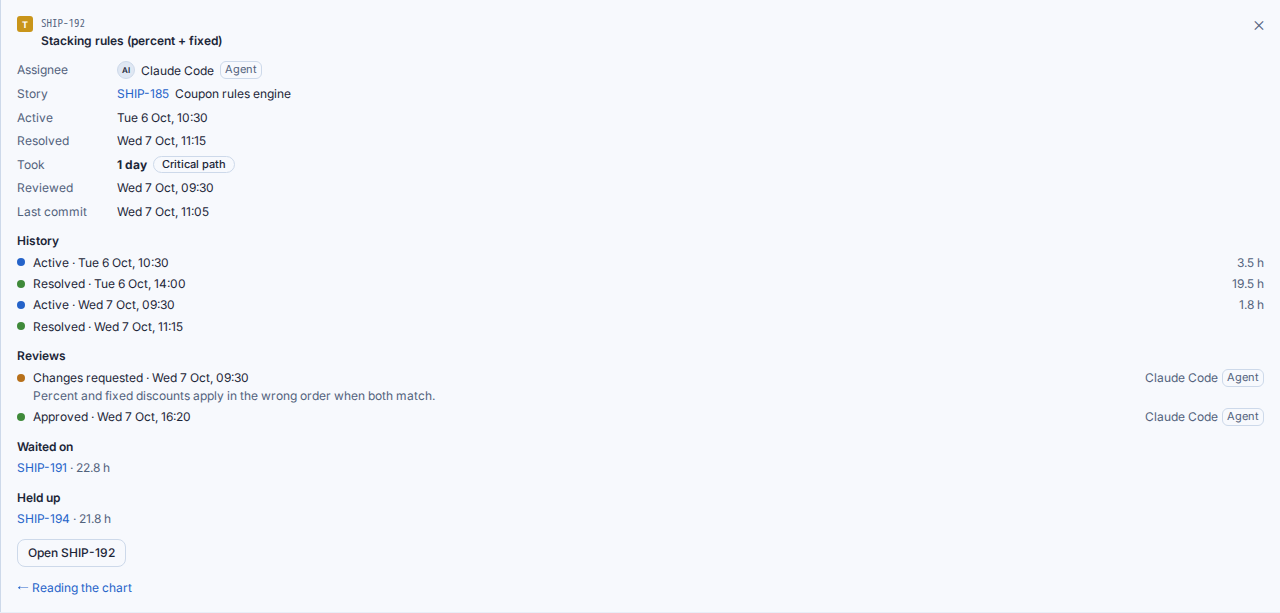 T SHIP-192
Stacking rules (percent + fixed)
Assignee AI Claude Code Agent
Story SHIP-185 Coupon rules engine
Active Tue 6 Oct, 10:30
Resolved Wed 7 Oct, 11:15
Took 1 day Critical path
Reviewed Wed 7 Oct, 09:30
Last commit Wed 7 Oct, 11:05
History
Active · Tue 6 Oct, 10:30 3.5 h
Resolved · Tue 6 Oct, 14:00 19.5 h
Active · Wed 7 Oct, 09:30 1.8 h
Resolved · Wed 7 Oct, 11:15
Reviews
Changes requested · Wed 7 Oct, 09:30 Claude Code Agent
Percent and fixed discounts apply in the wrong order when both match.
Approved · Wed 7 Oct, 16:20 Claude Code Agent
Waited on
SHIP-191 · 22.8 h
Held up
SHIP-194 · 21.8 h
Open SHIP-192
← Reading the chart